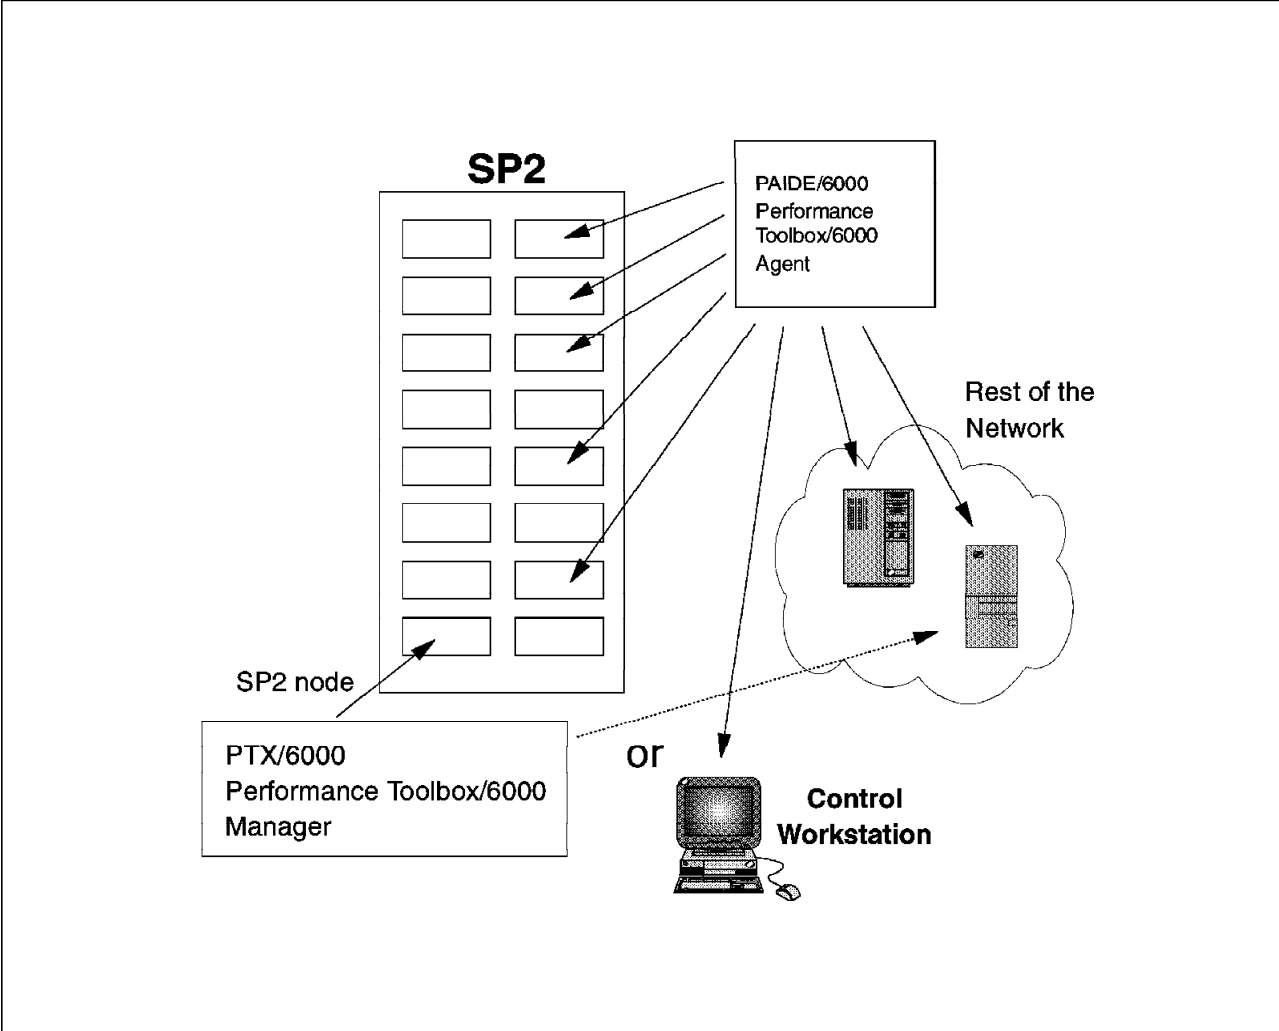 SP2
PAIDE/6000
Performance
Toolbox/6000
Agent
Rest of the
Network
SP2 node
PTX/6000
Performance Toolbox/6000
Manager
or
Control
Workstation